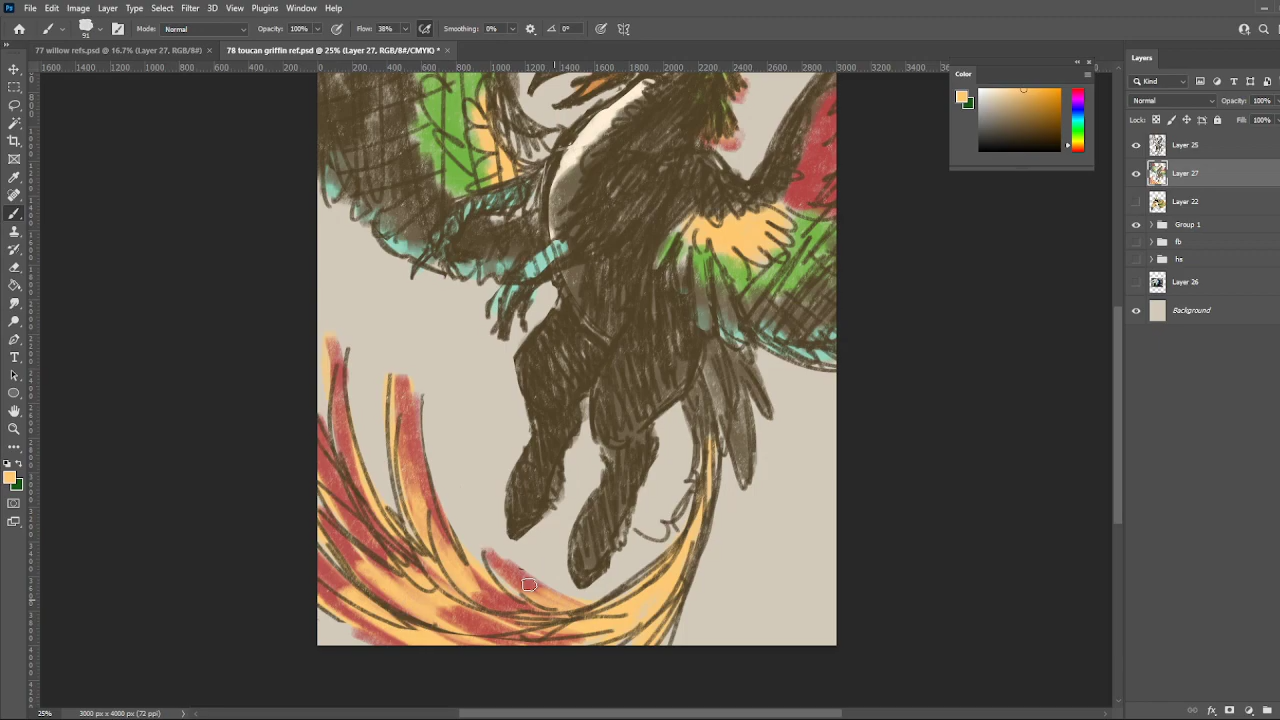 File Edit Image Layer Type Select Filter 3D View Plugins Window Help
91 Mode: Normal Opacity: 100% Flow: 38% Smoothing: 0% 0°
77 willow refs.psd @ 16.7% (Layer 27, RGB/8#) × 78 toucan griffin ref.psd @ 25% (Layer 27, RGB/8#/CMYK) * ×
1600 1400 1200 1000 800 600 400 200 0 200 400 600 800 1000 1200 1400 1600 1800 2000 2200 2400 2600 2800 3000 3200 3400
Color
Layers
Kind
Normal Opacity: 100%
Lock: Fill: 100%
Layer 25
Layer 27
Layer 22
Group 1
fb
hs
Layer 26
Background
25% 3000 px x 4000 px (72 ppi)